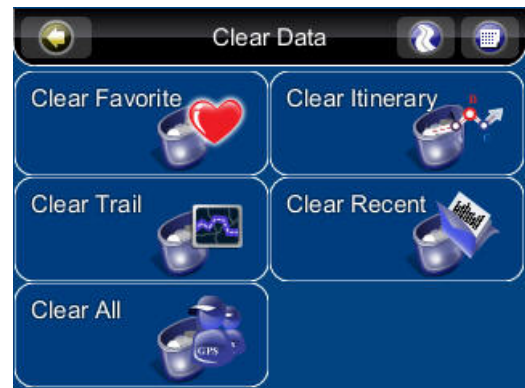 Clear Data
Clear Favorite
Clear Itinerary
B
Clear Trail
Clear Recent
Clear All
GPS